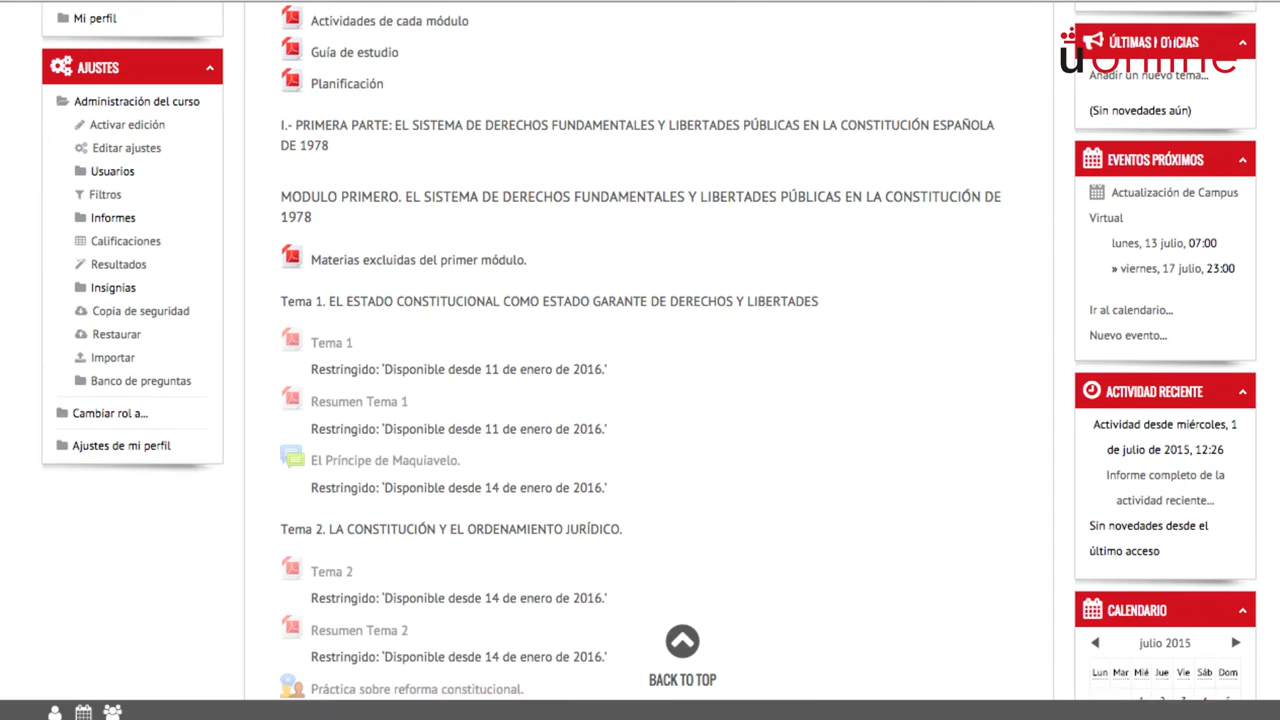 Mi perfil
AJUSTES
Administración del curso
Activar edición
Editar ajustes
Usuarios
Filtros
Informes
Calificaciones
Resultados
Insignias
Copia de seguridad
Restaurar
Importar
Banco de preguntas
Cambiar rol a...
Ajustes de mi perfil
Actividades de cada módulo
Guía de estudio
Planificación
I.- PRIMERA PARTE: EL SISTEMA DE DERECHOS FUNDAMENTALES Y LIBERTADES PÚBLICAS EN LA CONSTITUCIÓN ESPAÑOLA
DE 1978
MODULO PRIMERO. EL SISTEMA DE DERECHOS FUNDAMENTALES Y LIBERTADES PÚBLICAS EN LA CONSTITUCIÓN DE
1978
Materias excluidas del primer módulo.
Tema 1. EL ESTADO CONSTITUCIONAL COMO ESTADO GARANTE DE DERECHOS Y LIBERTADES
Tema 1
Restringido: ‘Disponible desde 11 de enero de 2016.’
Resumen Tema 1
Restringido: ‘Disponible desde 11 de enero de 2016.’
El Príncipe de Maquiavelo.
Restringido: ‘Disponible desde 14 de enero de 2016.’
Tema 2. LA CONSTITUCIÓN Y EL ORDENAMIENTO JURÍDICO.
Tema 2
Restringido: ‘Disponible desde 14 de enero de 2016.’
Resumen Tema 2
Restringido: ‘Disponible desde 14 de enero de 2016.’
Práctica sobre reforma constitucional.
BACK TO TOP
ÚLTIMAS NOTICIAS
üOnline
Añadir un nuevo tema...
(Sin novedades aún)
EVENTOS PRÓXIMOS
Actualización de Campus
Virtual
lunes, 13 julio, 07:00
» viernes, 17 julio, 23:00
Ir al calendario...
Nuevo evento...
ACTIVIDAD RECIENTE
Actividad desde miércoles, 1
de julio de 2015, 12:26
Informe completo de la
actividad reciente...
Sin novedades desde el
último acceso
CALENDARIO
julio 2015
Lun Mar Mié Jue Vie Sáb Dom